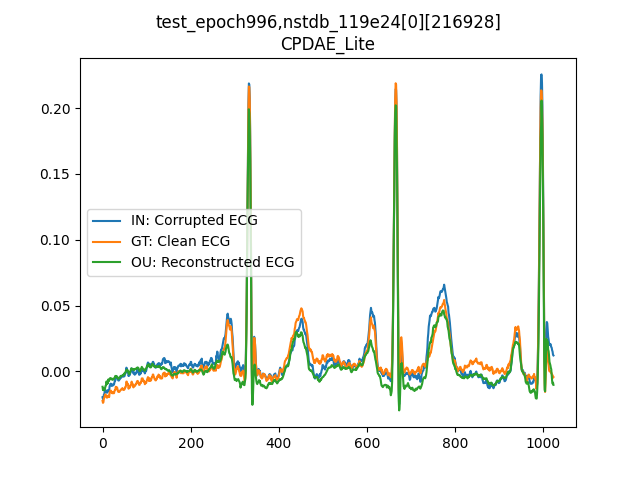 test_epoch996,nstdb_119e24[0][216928]
CPDAE_Lite
0.20
0.15
0.10
0.05
0.00
IN: Corrupted ECG
GT: Clean ECG
OU: Reconstructed ECG
0 200 400 600 800 1000